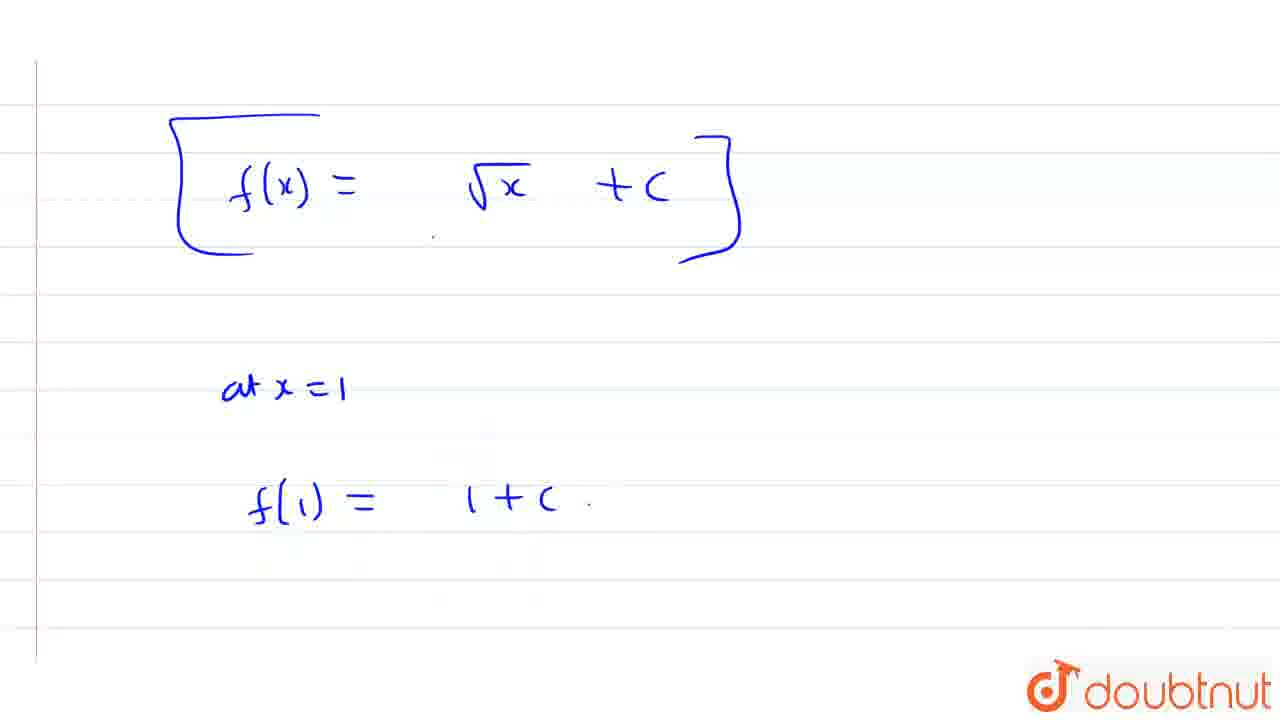 f(x) = √x + c
at x = 1
f(1) = 1 + c
doubtnut